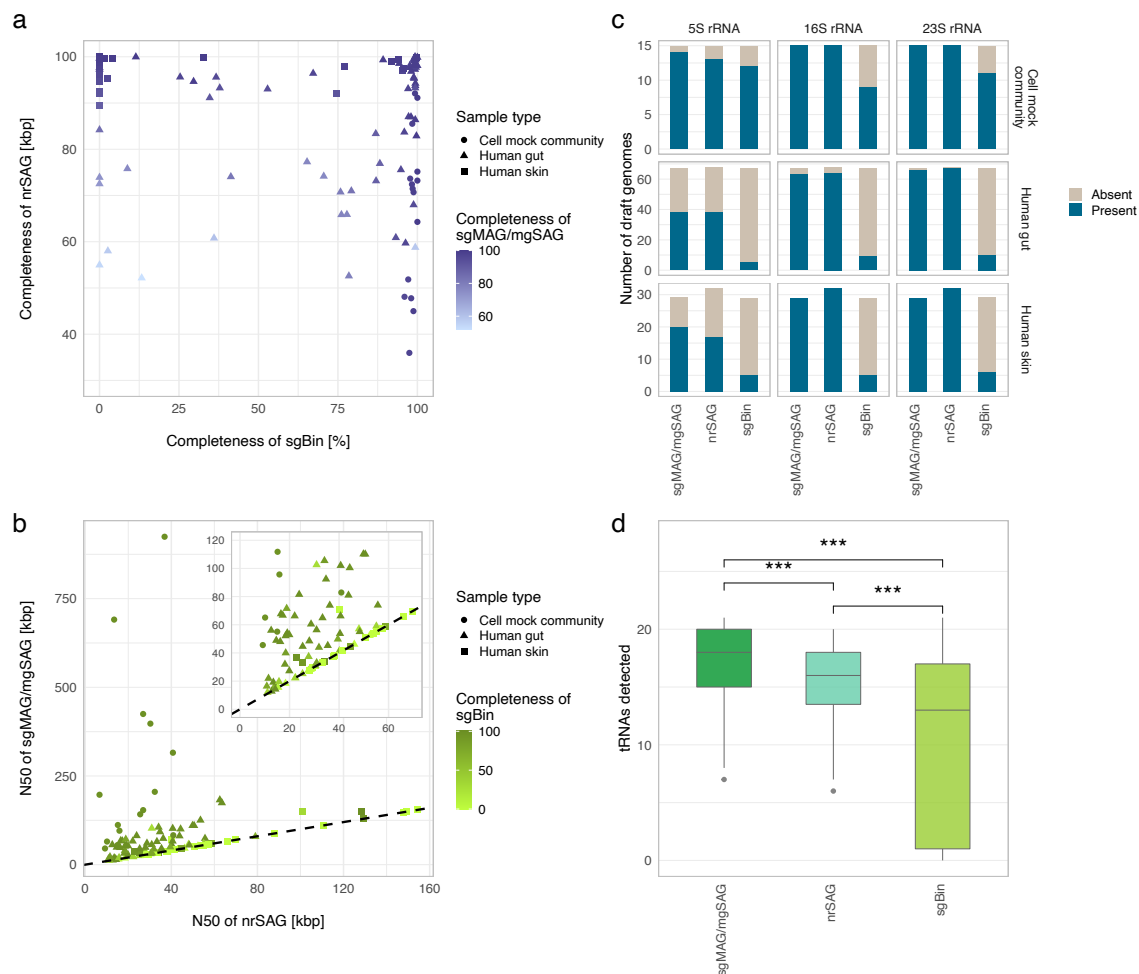 a
Completeness of nrSAG [kbp]
100
80
60
40
0
25
50
75
100
Completeness of sgBin [%]
Sample type
Cell mock community
Human gut
Human skin
Completeness of
sgMAG/mgSAG
100
80
60
b
N50 of sgMAG/mgSAG [kbp]
750
500
250
0
0
40
80
120
160
N50 of nrSAG [kbp]
120
100
80
60
40
20
0
0
20
40
60
Sample type
Cell mock community
Human gut
Human skin
Completeness of
sgBin
100
50
0
c
5S rRNA
16S rRNA
23S rRNA
Number of draft genomes
15
12.5
10
7.5
5
2.5
0
Cell mock
community
60
40
20
0
Human gut
30
20
10
0
Human skin
sgMAG/mgSAG
nrSAG
sgBin
sgMAG/mgSAG
nrSAG
sgBin
sgMAG/mgSAG
nrSAG
sgBin
Absent
Present
d
tRNAs detected
20
10
0
***
***
***
sgMAG/mgSAG
nrSAG
sgBin